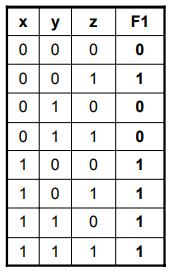 x y z F1
0 0 0 0
0 0 1 1
0 1 0 0
0 1 1 0
1 0 0 1
1 0 1 1
1 1 0 1
1 1 1 1